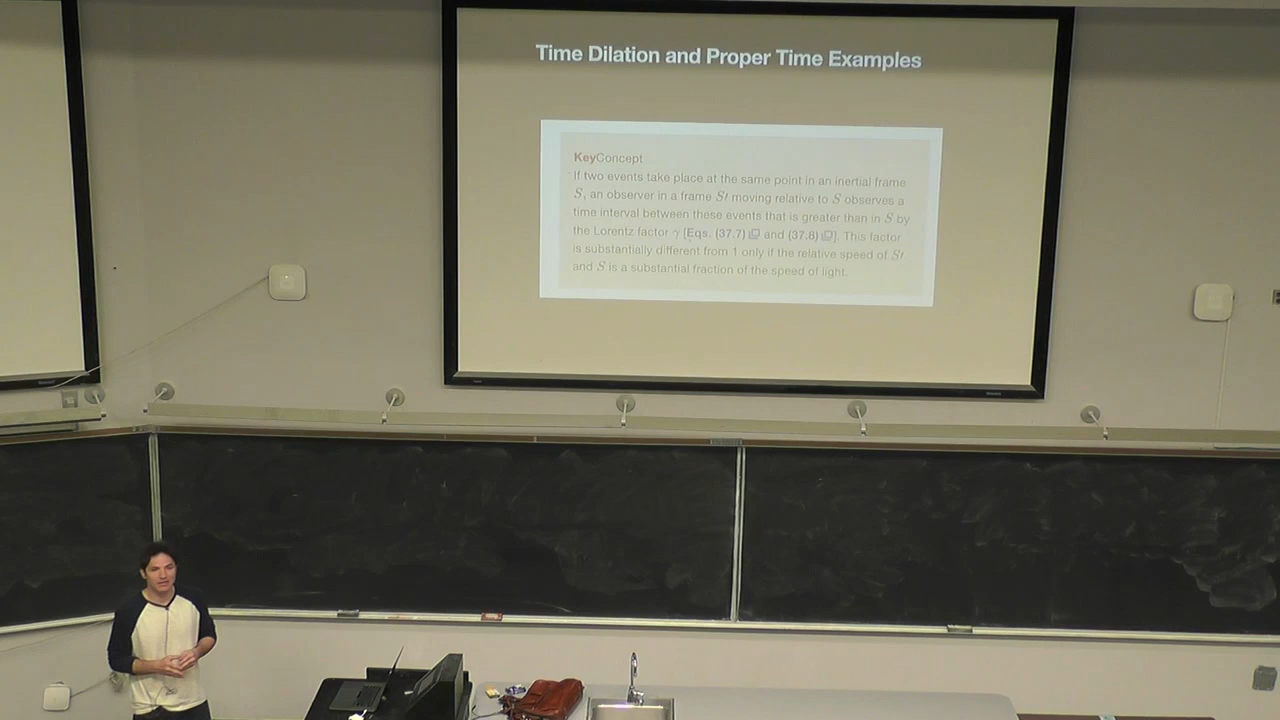 Time Dilation and Proper Time Examples
KeyConcept
If two events take place at the same point in an inertial frame
S, an observer in a frame S′ moving relative to S observes a
time interval between these events that is greater than in S by
the Lorentz factor γ [Eqs. (37.7) and (37.8)]. This factor
is substantially different from 1 only if the relative speed of S′
and S is a substantial fraction of the speed of light.